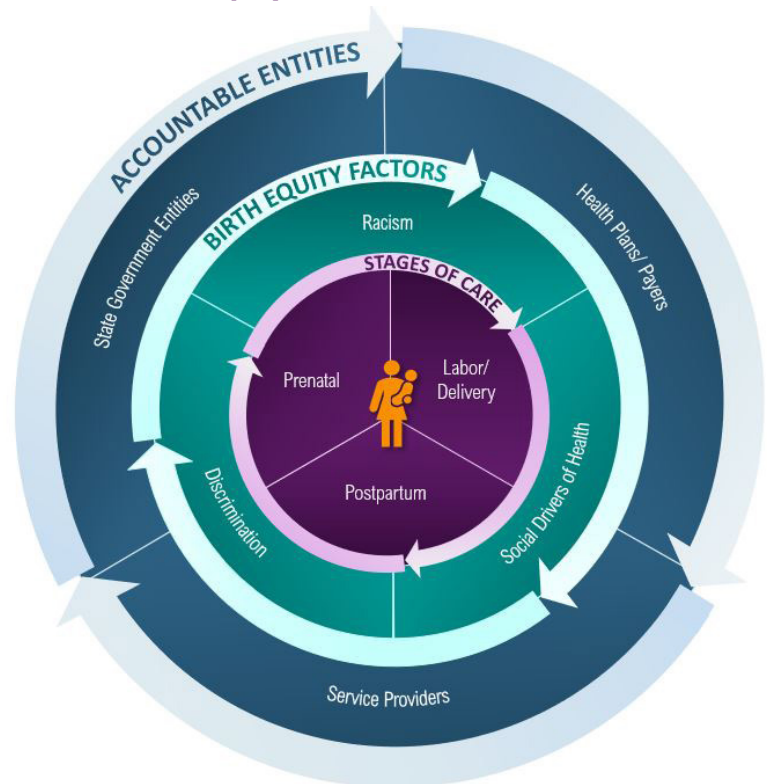 ACCOUNTABLE ENTITIES
State Government Entities
Health Plans/ Payers
Service Providers
BIRTH EQUITY FACTORS
Racism
Social Drivers of Health
Discrimination
STAGES OF CARE
Prenatal
Labor/
Delivery
Postpartum